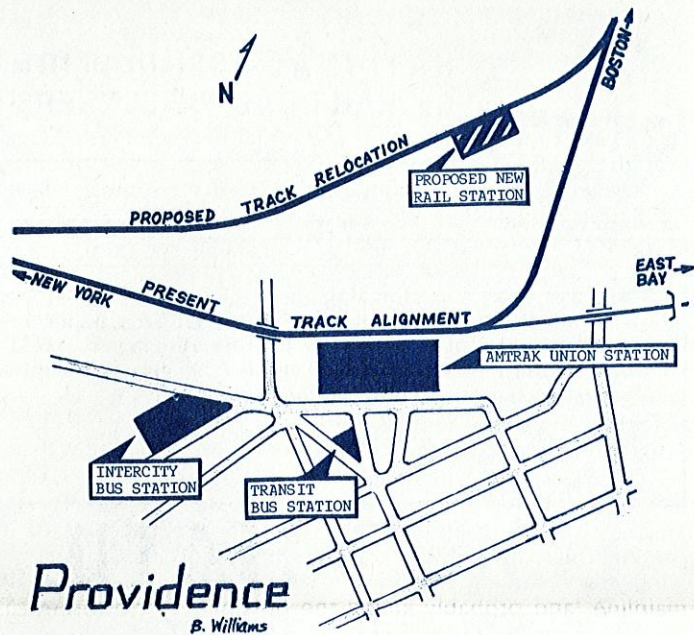 N
BOSTON
PROPOSED TRACK RELOCATION
PROPOSED NEW
RAIL STATION
NEW YORK
PRESENT TRACK ALIGNMENT
EAST
BAY
AMTRAK UNION STATION
INTERCITY
BUS STATION
TRANSIT
BUS STATION
Providence
B. Williams